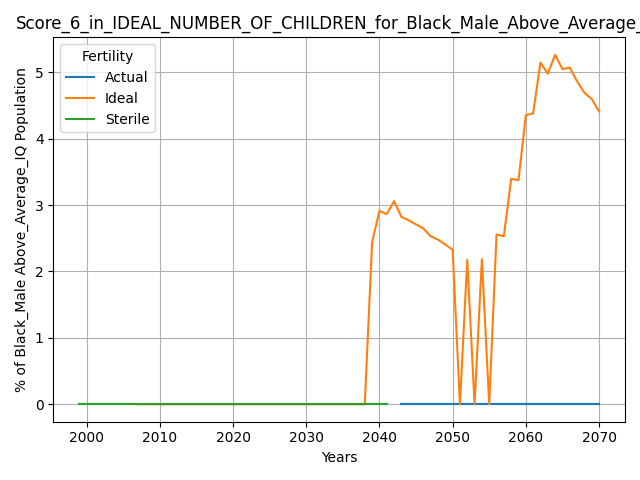 Score_6_in_IDEAL_NUMBER_OF_CHILDREN_for_Black_Male_Above_Average_
Fertility
Actual
Ideal
Sterile
% of Black_Male Above_Average_IQ Population
5
4
3
2
1
0
2000 2010 2020 2030 2040 2050 2060 2070
Years